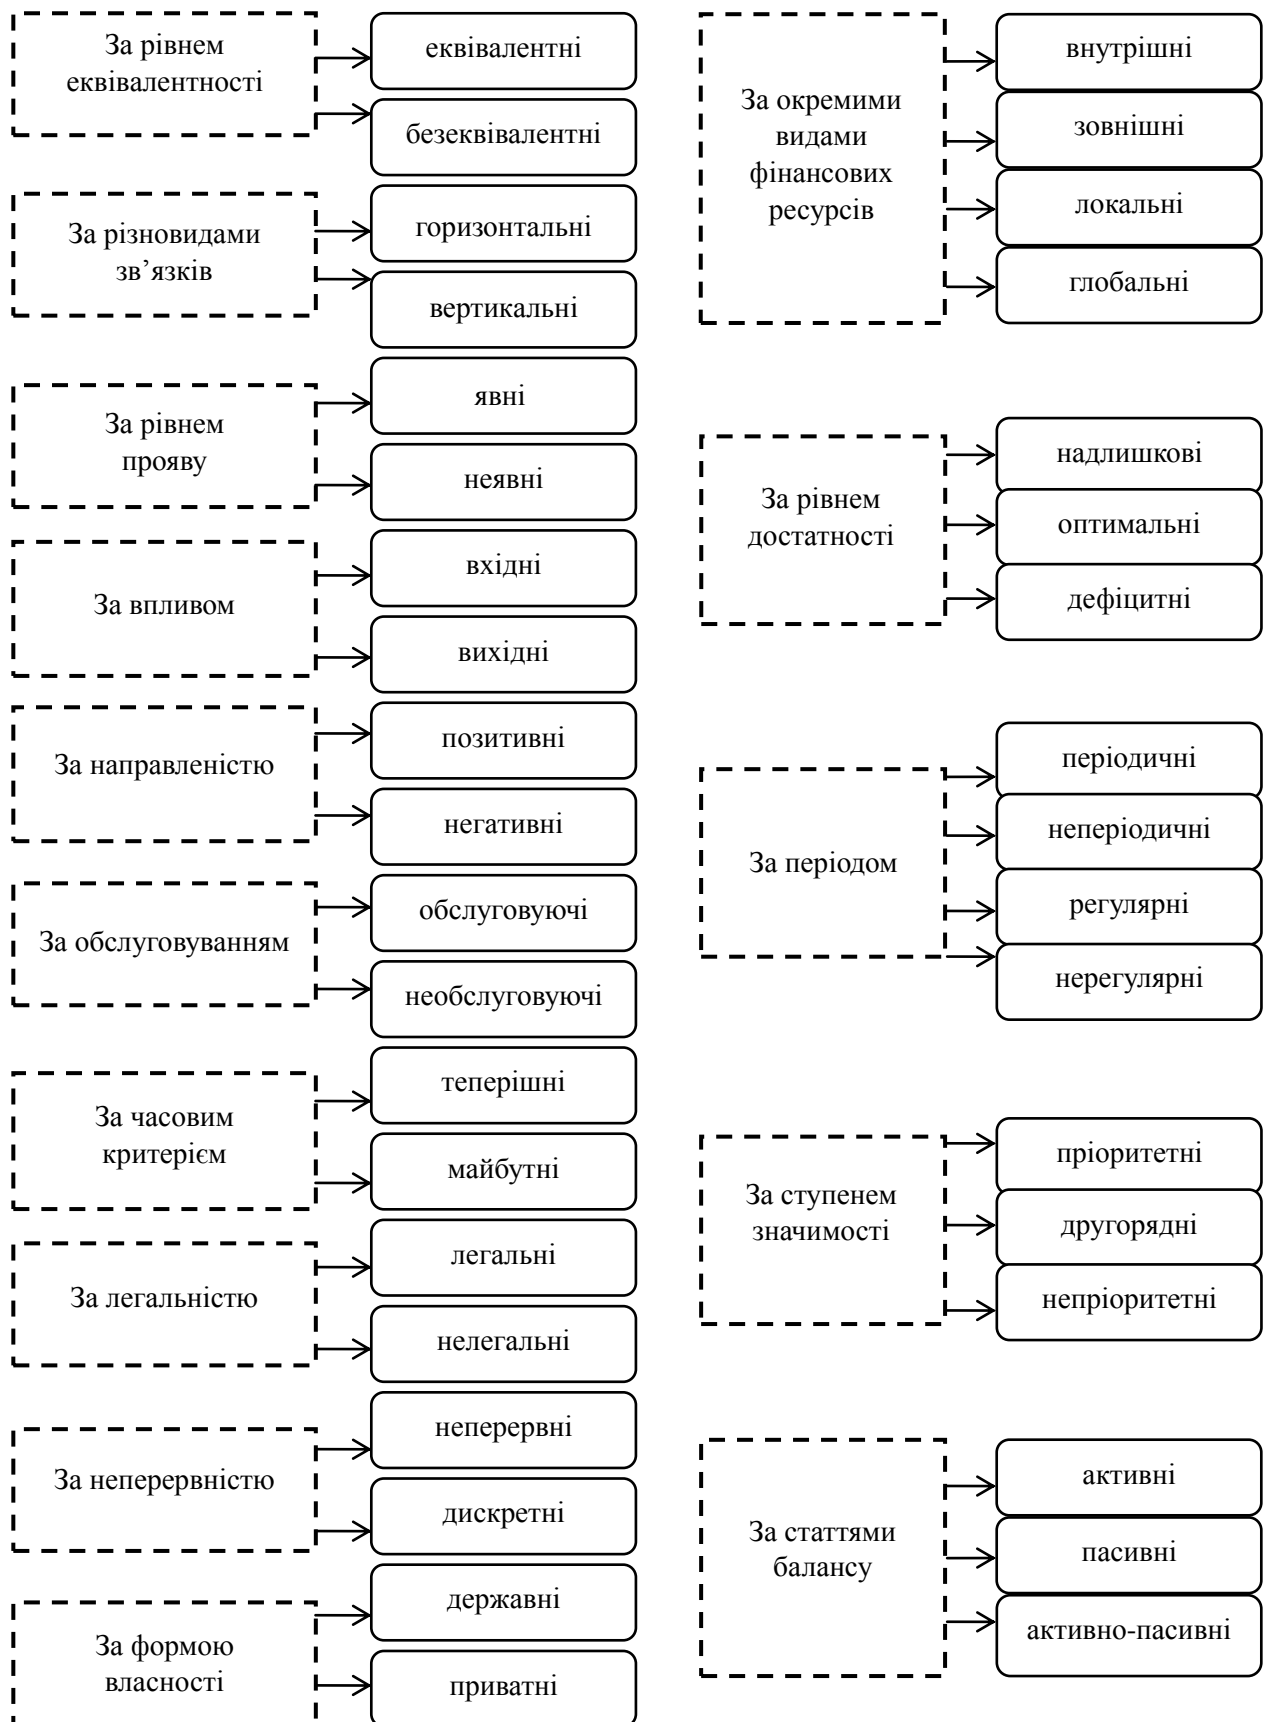 За рівнем
еквівалентності
еквівалентні
безеквівалентні
За різновидами
зв’язків
горизонтальні
вертикальні
За рівнем
прояву
явні
неявні
За впливом
вхідні
вихідні
За направленістю
позитивні
негативні
За обслуговуванням
обслуговуючі
необслуговуючі
За часовим
критерієм
теперішні
майбутні
За легальністю
легальні
нелегальні
За неперервністю
неперервні
дискретні
За формою
власності
державні
приватні
За окремими
видами
фінансових
ресурсів
внутрішні
зовнішні
локальні
глобальні
За рівнем
достатності
надлишкові
оптимальні
дефіцитні
За періодом
періодичні
неперіодичні
регулярні
нерегулярні
За ступенем
значимості
пріоритетні
другорядні
непріоритетні
За статтями
балансу
активні
пасивні
активно-пасивні